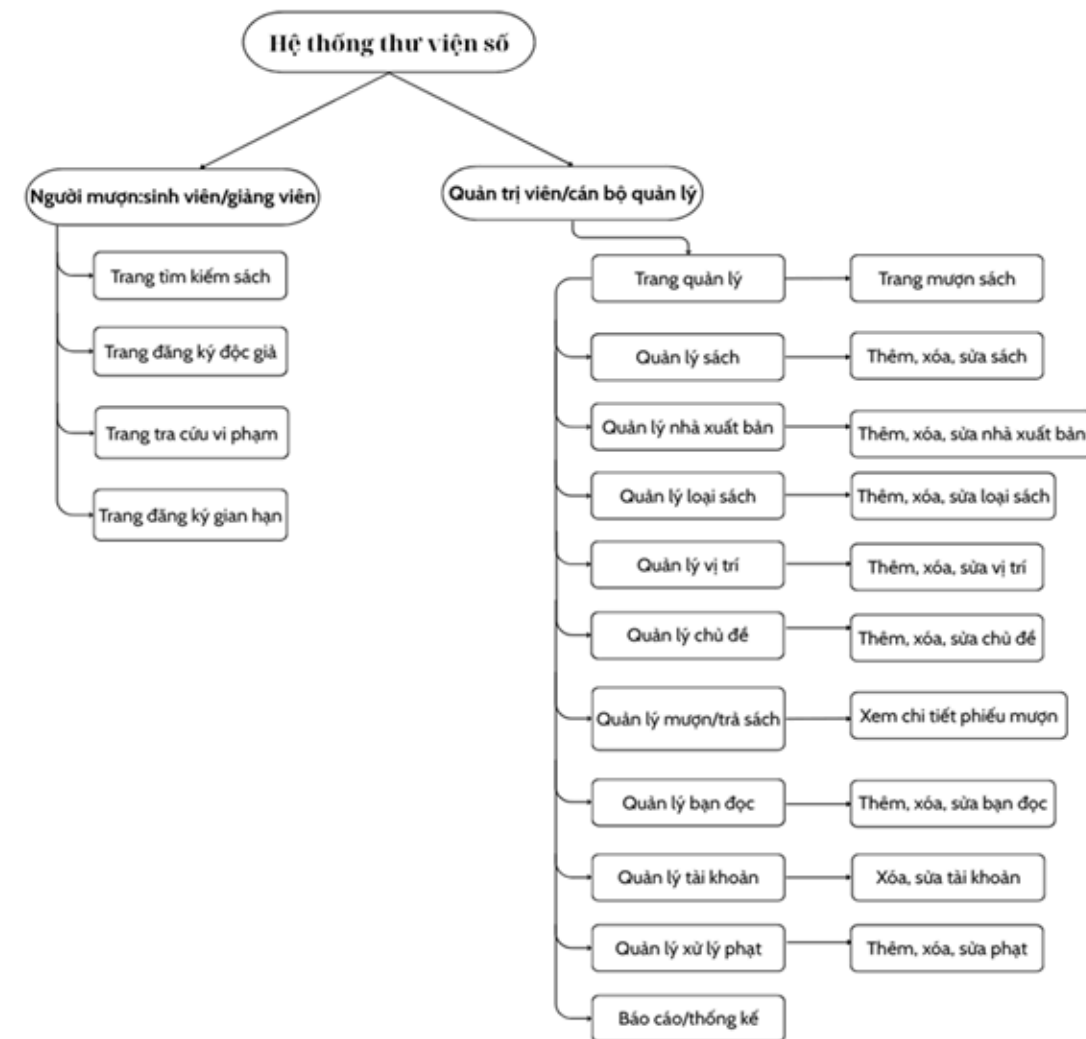 Hệ thống thư viện số
Người mượn:sinh viên/giảng viên
Trang tìm kiếm sách
Trang đăng ký độc giả
Trang tra cứu vi phạm
Trang đăng ký gian hạn
Quản trị viên/cán bộ quản lý
Trang quản lý
Trang mượn sách
Quản lý sách
Thêm, xóa, sửa sách
Quản lý nhà xuất bản
Thêm, xóa, sửa nhà xuất bản
Quản lý loại sách
Thêm, xóa, sửa loại sách
Quản lý vị trí
Thêm, xóa, sửa vị trí
Quản lý chủ đề
Thêm, xóa, sửa chủ đề
Quản lý mượn/trả sách
Xem chi tiết phiếu mượn
Quản lý bạn đọc
Thêm, xóa, sửa bạn đọc
Quản lý tài khoản
Xóa, sửa tài khoản
Quản lý xử lý phạt
Thêm, xóa, sửa phạt
Báo cáo/thống kế